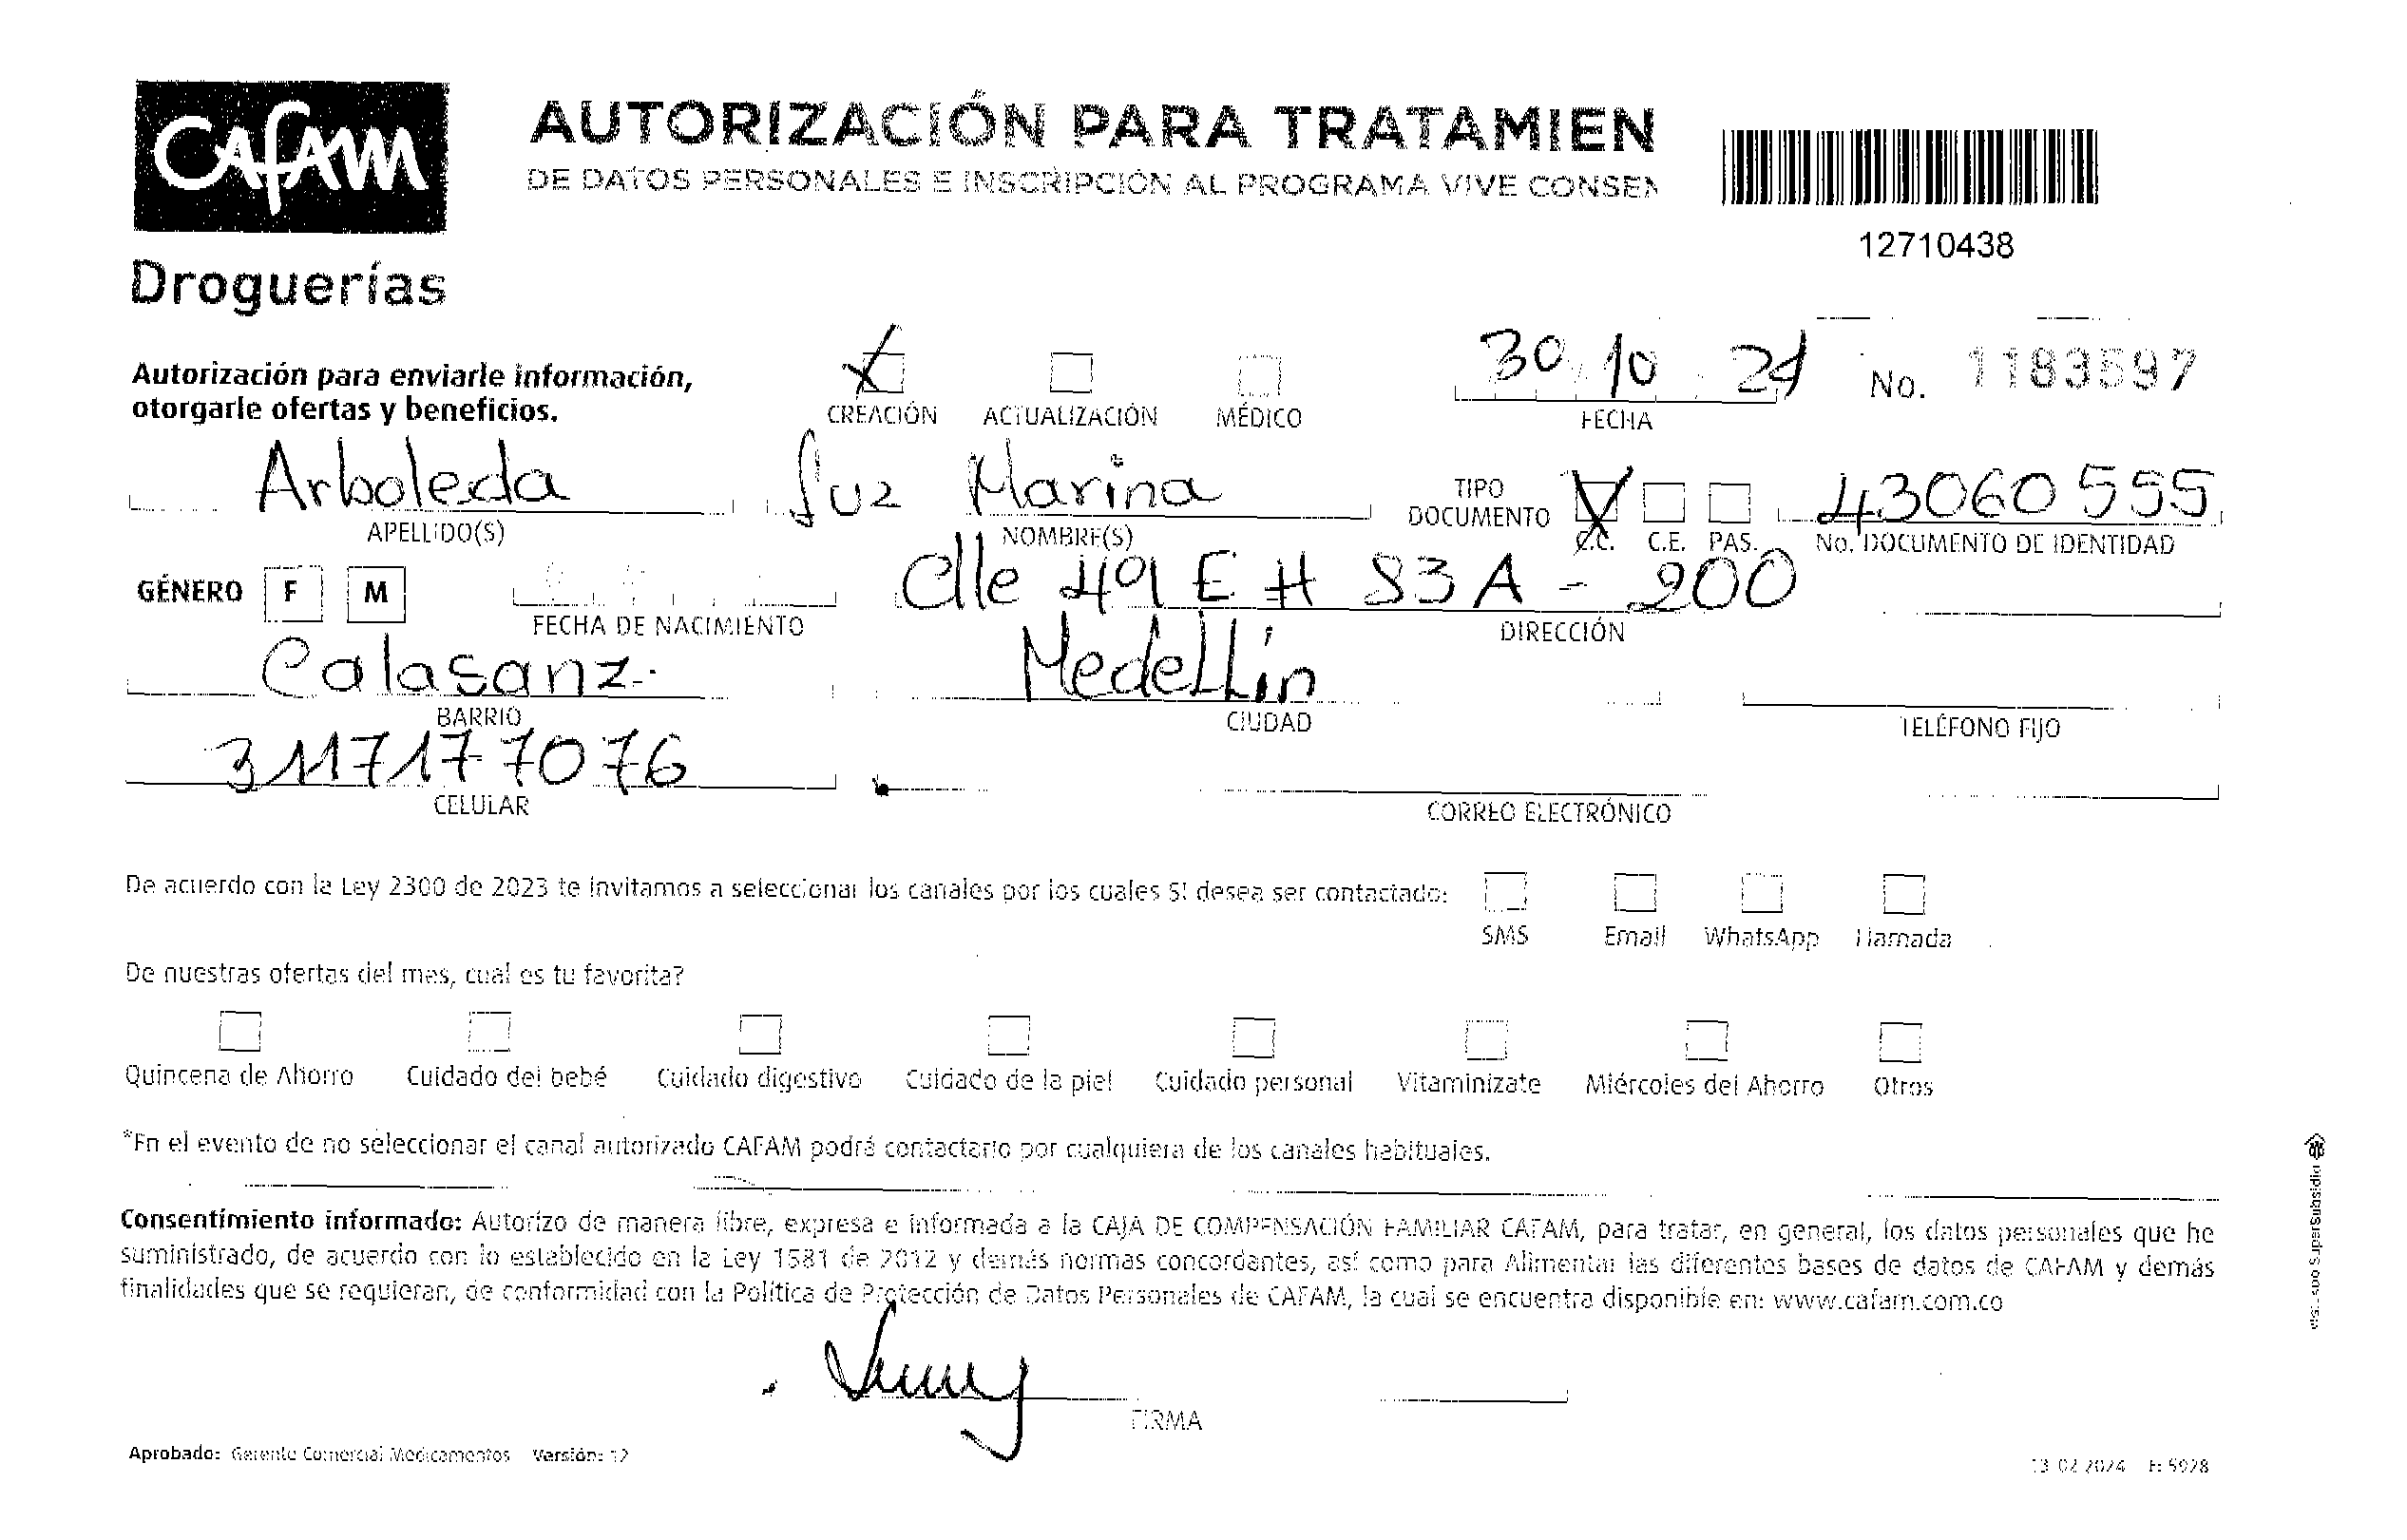 CAFAM
Droguerías
AUTORIZACIÓN PARA TRATAMIEN
DE DATOS PERSONALES E INSCRIPCIÓN AL PROGRAMA VIVE CONSEN
12710438
Autorización para enviarle información,
otorgarle ofertas y beneficios.
CREACIÓN ACTUALIZACIÓN MÉDICO
30 10 24
FECHA
No. 1183597
Arboleda
APELLIDO(S)
Luz Marina
NOMBRE(S)
TIPO
DOCUMENTO
C.C. C.E. PAS.
43060555
No. DOCUMENTO DE IDENTIDAD
GÉNERO F M
FECHA DE NACIMIENTO
Clle 49 E # 83 A - 200
DIRECCIÓN
Calasanz.
BARRIO
Medellin
CIUDAD
TELÉFONO FIJO
3117177076
CELULAR
CORREO ELECTRÓNICO
De acuerdo con la Ley 2300 de 2023 te invitamos a seleccionar los canales por los cuales SI desea ser contactado:
SMS Email WhatsApp Llamada
De nuestras ofertas del mes, cual es tu favorita?
Quincena de Ahorro Cuidado del bebé Cuidado digestivo Cuidado de la piel Cuidado personal Vitaminízate Miércoles del Ahorro Otros
*En el evento de no seleccionar el canal autorizado CAFAM podrá contactarlo por cualquiera de los canales habituales.
Consentimiento informado: Autorizo de manera libre, expresa e informada a la CAJA DE COMPENSACIÓN FAMILIAR CAFAM, para tratar, en general, los datos personales que he
suministrado, de acuerdo con lo establecido en la Ley 1581 de 2012 y demás normas concordantes, así como para Alimentar las diferentes bases de datos de CAFAM y demás
finalidades que se requieran, de conformidad con la Política de Protección de Datos Personales de CAFAM, la cual se encuentra disponible en: www.cafam.com.co
FIRMA
Aprobado: Gerente Comercial Medicamentos Versión: 12
13 02 2024 F: 5928
SuperSubsidio